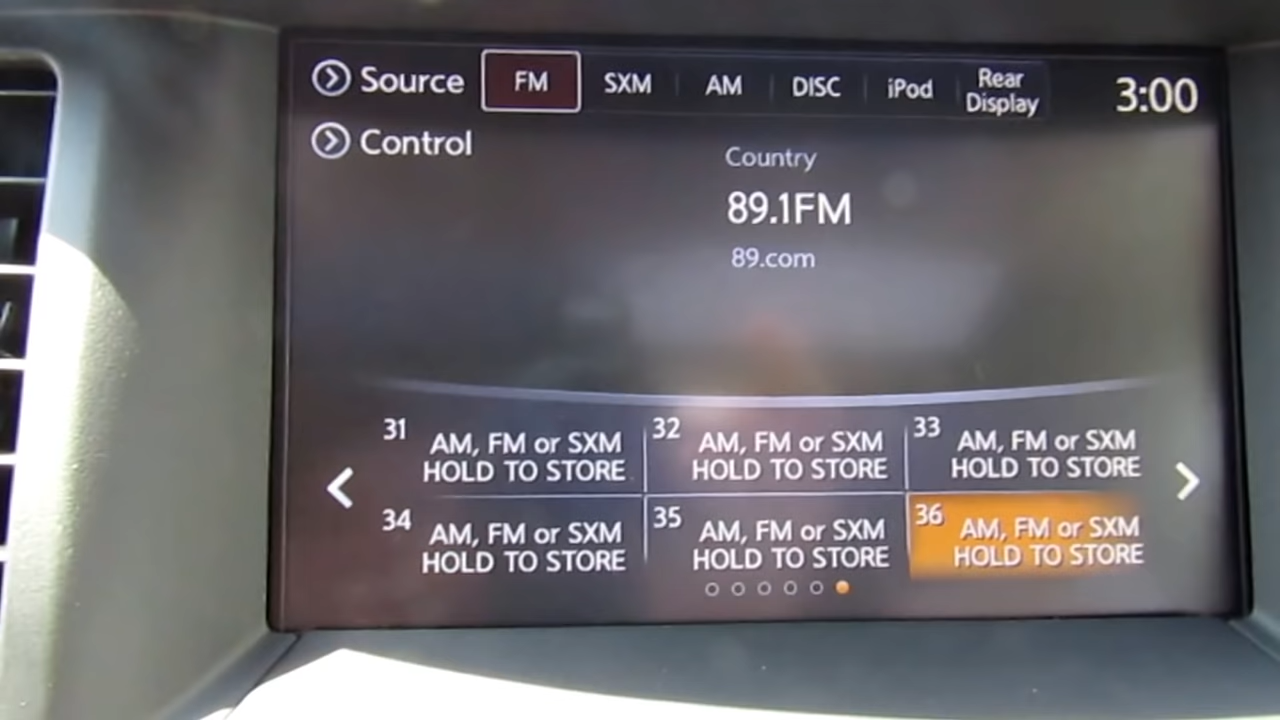 Source FM SXM AM DISC iPod Rear Display 3:00
Control
Country
89.1FM
89.com
31 AM, FM or SXM HOLD TO STORE
32 AM, FM or SXM HOLD TO STORE
33 AM, FM or SXM HOLD TO STORE
34 AM, FM or SXM HOLD TO STORE
35 AM, FM or SXM HOLD TO STORE
36 AM, FM or SXM HOLD TO STORE